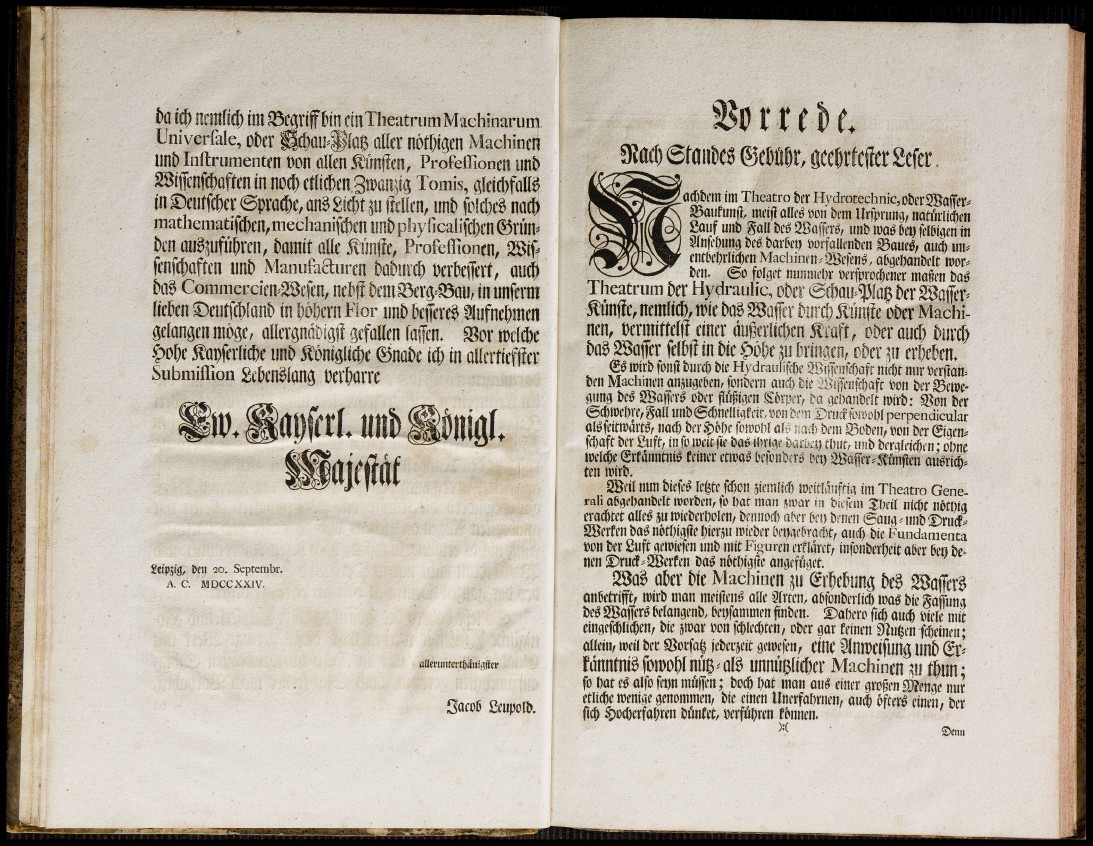 da ich nemlich im Begriff bin ein Theatrum Machinarum
Universale, oder Schau-Platz aller nöthigen Machinen
und Instrumenten von allen Künsten, Professionen und
Wissenschaften in noch etlichen Zwanzig Tomis, gleichfalls
in Deutscher Sprache, ans Licht zu stellen, und solches nach
mathematischen, mechanischen und physicalischen Grün-
den auszuführen, damit alle Künste, Professionen, Wis-
senschaften und Manufacturen dadurch verbessert, auch
das Commercien-Wesen, nebst dem Berg-Bau, in unserm
lieben Deutschland in höhern Flor und besseres Aufnehmen
gelangen möge, allergnädigst gefallen lassen. Vor welche
Hohe Kayserliche und Königliche Gnade ich in allertiefster
Submission Lebenslang verharre
Ew. Kayserl. und Königl.
Majestät
Leipzig, den 20. Septembr.
A. C. MDCCXXIV.
allerunterthänigster
Jacob Leupold.
Vorrede.
Nach Standes Gebühr, geehrtester Leser.
Nachdem im Theatro der Hydrotechnic, oder Wasser-
Baukunst, meist alles von dem Ursprung, natürlichen
Lauf und Fall des Wassers, und was bey selbigen in
Ansehung des darbey vorfallenden Baues, auch un-
entbehrlichen Machinen-Wesens, abgehandelt wor-
den. So folget nunmehr versprochener maßen das
Theatrum der Hydraulic, oder Schau-Platz der Wasser-
Künste, nemlich, wie das Wasser durch Künste oder Machi-
nen, vermittelst einer äußerlichen Kraft, oder auch durch
das Wasser selbst in die Höhe zu bringen, oder zu erheben.
Es wird sonst durch die Hydraulische Wissenschaft nicht nur verstan-
den Machinen anzugeben, sondern auch die Wissenschaft von der Bewe-
gung des Wassers oder flüßigen Cörper, da gehandelt wird: Von der
Schwehre, Fall und Schnelligkeit, von dem Druck sowohl perpendicular
als seitwärts, nach der Höhe sowohl als nach dem Boden, von der Eigen-
schaft der Luft, in so weit sie das ihrige darbey thut, und dergleichen; ohne
welche Erkänntnis keiner etwas besonders bey Wasser-Künsten ausrich-
ten wird.
Weil nun dieses letzte schon ziemlich weitläuftig im Theatro Gene-
rali abgehandelt worden, so hat man zwar in diesem Theil nicht nöthig
erachtet alles zu wiederholen, dennoch aber bey denen Saug- und Druck-
Werken das nöthigste hierzu wieder beygebracht, auch die Fundamenta
von der Luft gewiesen und mit Figuren erkläret, insonderheit aber bey de-
nen Druck-Werken das nöthigste angefüget.
Was aber die Machinen zu Erhebung des Wassers
anbetrifft, wird man meistens alle Arten, absonderlich was die Fassung
des Wassers belangend, beysammen finden. Dahero sich auch viele mit
eingeschlichen, die zwar von schlechten, oder gar keinen Nutzen scheinen;
allein, weil der Vorsatz jederzeit gewesen, eine Anweisung und Er-
känntnis sowohl nütz- als unnützlicher Machinen zu thun;
so hat es also seyn müssen; doch hat man aus einer großen Menge nur
etliche wenige genommen, die einen Unerfahrnen, auch öfters einen, der
sich Hocherfahren dünket, verführen können.
):(
Denn